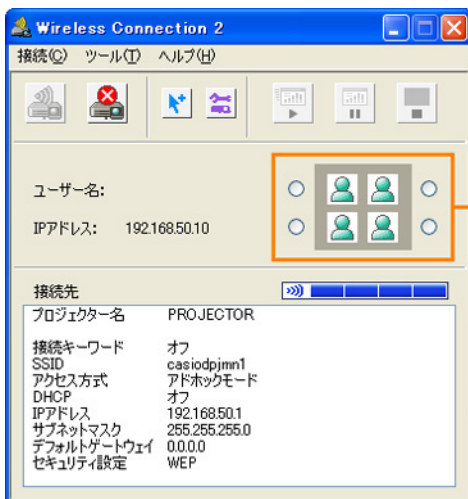 Wireless Connection 2
接続(C) ツール(T) ヘルプ(H)
ユーザー名:
IPアドレス: 192.168.50.10
接続先
プロジェクター名 PROJECTOR
接続キーワード オフ
SSID casiodpjmn1
アクセス方式 アドホックモード
DHCP オフ
IPアドレス 192.168.50.1
サブネットマスク 255.255.255.0
デフォルトゲートウェイ 0.0.0.0
セキュリティ設定 WEP